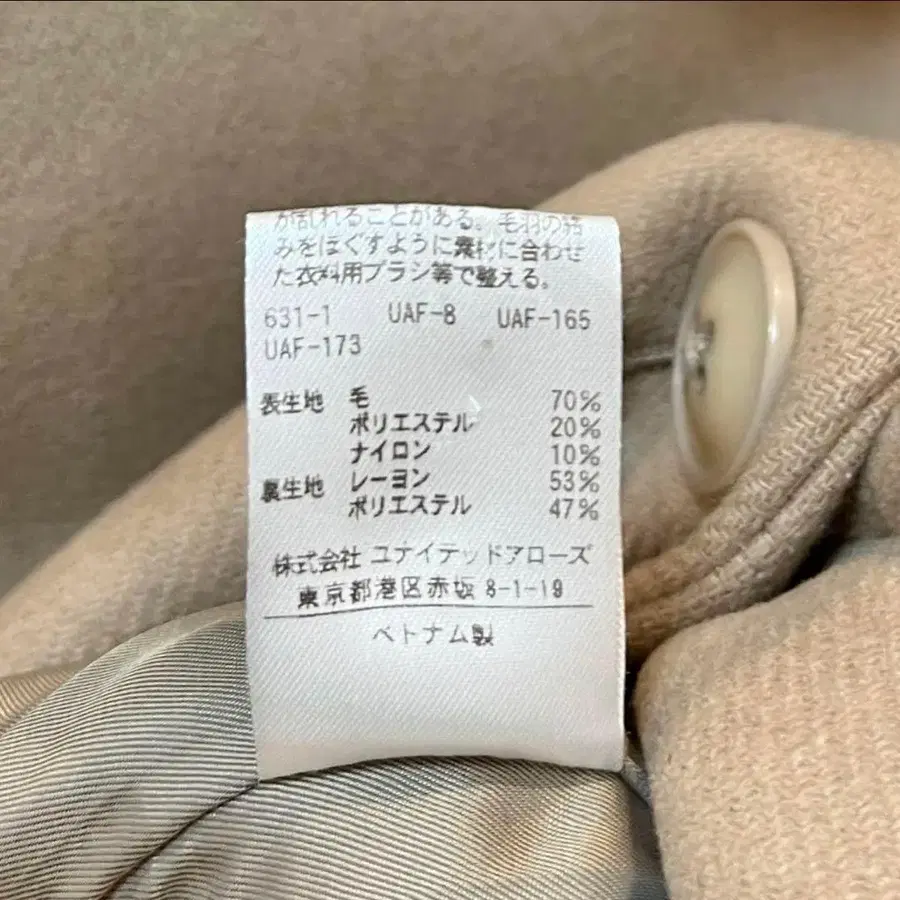 が乱れることがある。毛羽の絡
みをほぐすように素材に合わせ
た衣料用ブラシ等で整える。
631-1 UAF-8 UAF-165
UAF-173
表生地 毛 70%
ポリエステル 20%
ナイロン 10%
裏生地 レーヨン 53%
ポリエステル 47%
株式会社 ユナイテッドアローズ
東京都港区赤坂 8-1-19
ベトナム製